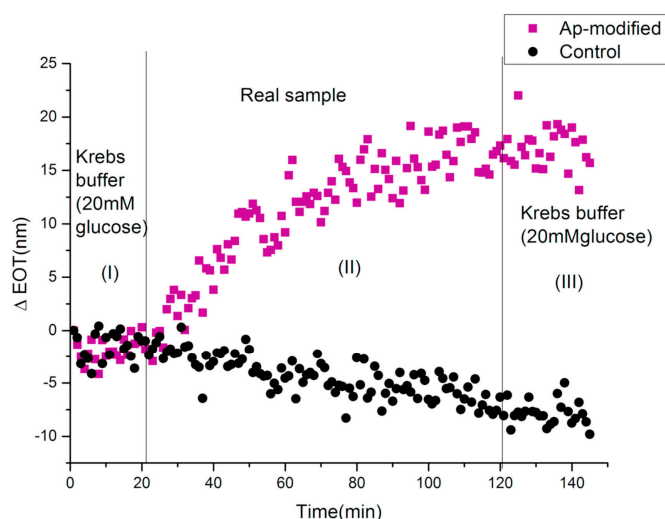 Ap-modified
Control
25
20
15
10
5
0
-5
-10
Δ EOT(nm)
Real sample
Krebs
buffer
(20mM
glucose)
(I)
(II)
Krebs buffer
(20mMglucose)
(III)
0
20
40
60
80
100
120
140
Time(min)